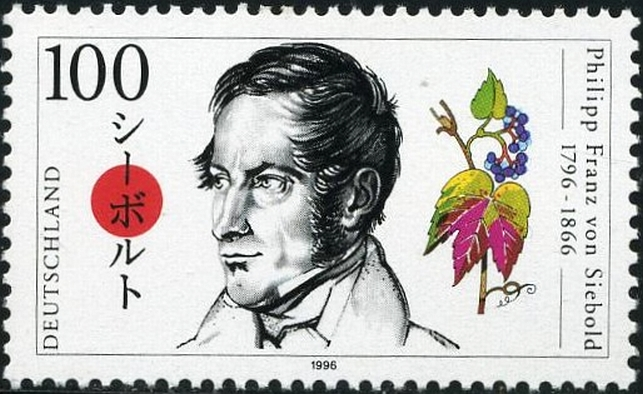 100
シーボルト
DEUTSCHLAND
Philipp Franz von Siebold
1796-1866
1996